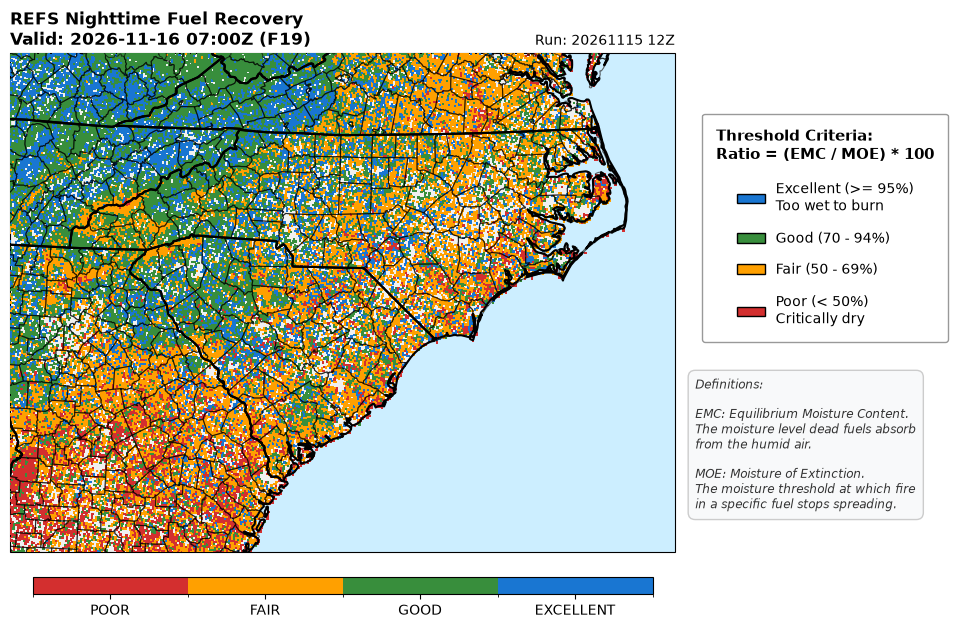 REFS Nighttime Fuel Recovery
Valid: 2026-11-16 07:00Z (F19)
Run: 20261115 12Z
Threshold Criteria:
Ratio = (EMC / MOE) * 100
Excellent (>= 95%)
Too wet to burn
Good (70 - 94%)
Fair (50 - 69%)
Poor (< 50%)
Critically dry
Definitions:
EMC: Equilibrium Moisture Content.
The moisture level dead fuels absorb
from the humid air.
MOE: Moisture of Extinction.
The moisture threshold at which fire
in a specific fuel stops spreading.
POOR
FAIR
GOOD
EXCELLENT